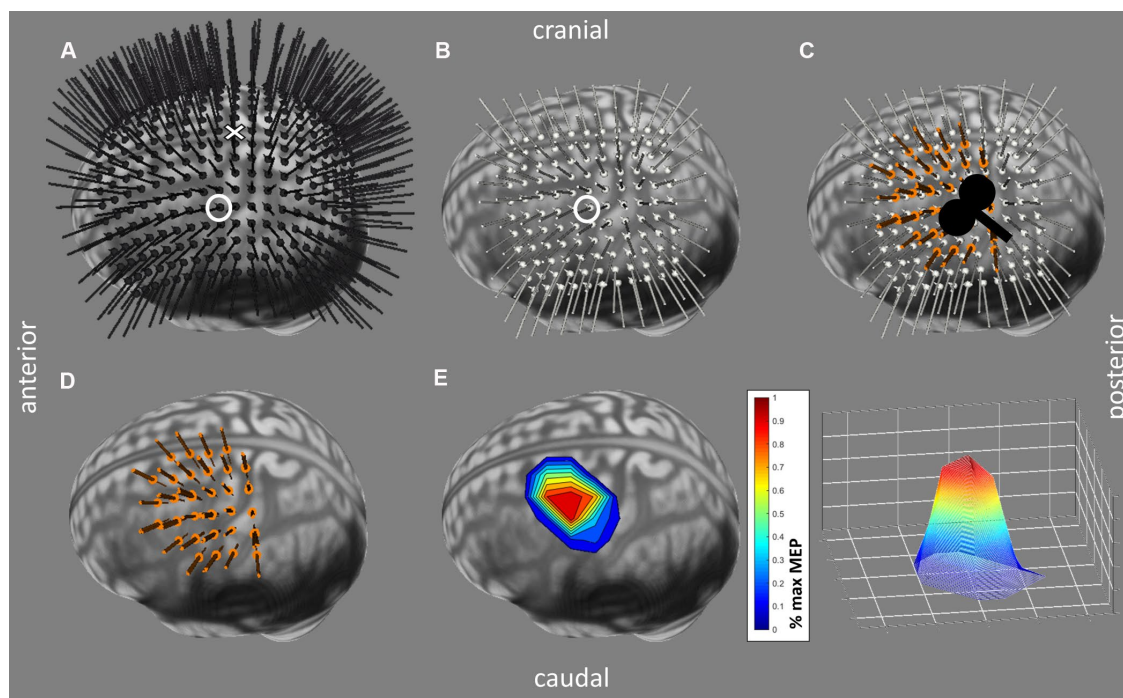 cranial
A
B
C
anterior
posterior
D
E
1
0.9
0.8
0.7
0.6
0.5
0.4
0.3
0.2
0.1
0
% max MEP
caudal